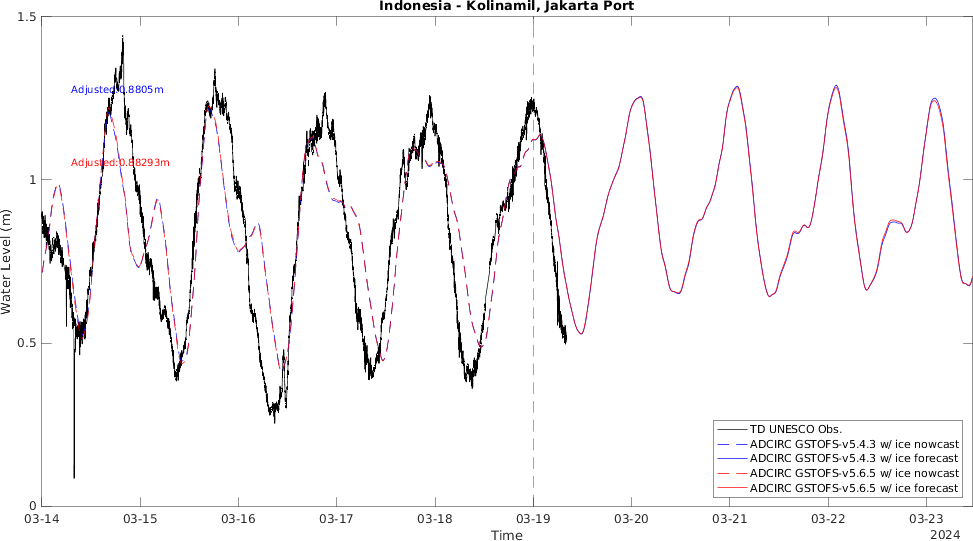 Indonesia - Kolinamil, Jakarta Port
1.5
1
0.5
0
Water Level (m)
Adjusted:0.8805m
Adjusted:0.88293m
TD UNESCO Obs.
ADCIRC GSTOFS-v5.4.3 w/ ice nowcast
ADCIRC GSTOFS-v5.4.3 w/ ice forecast
ADCIRC GSTOFS-v5.6.5 w/ ice nowcast
ADCIRC GSTOFS-v5.6.5 w/ ice forecast
03-14 03-15 03-16 03-17 03-18 03-19 03-20 03-21 03-22 03-23
Time
2024